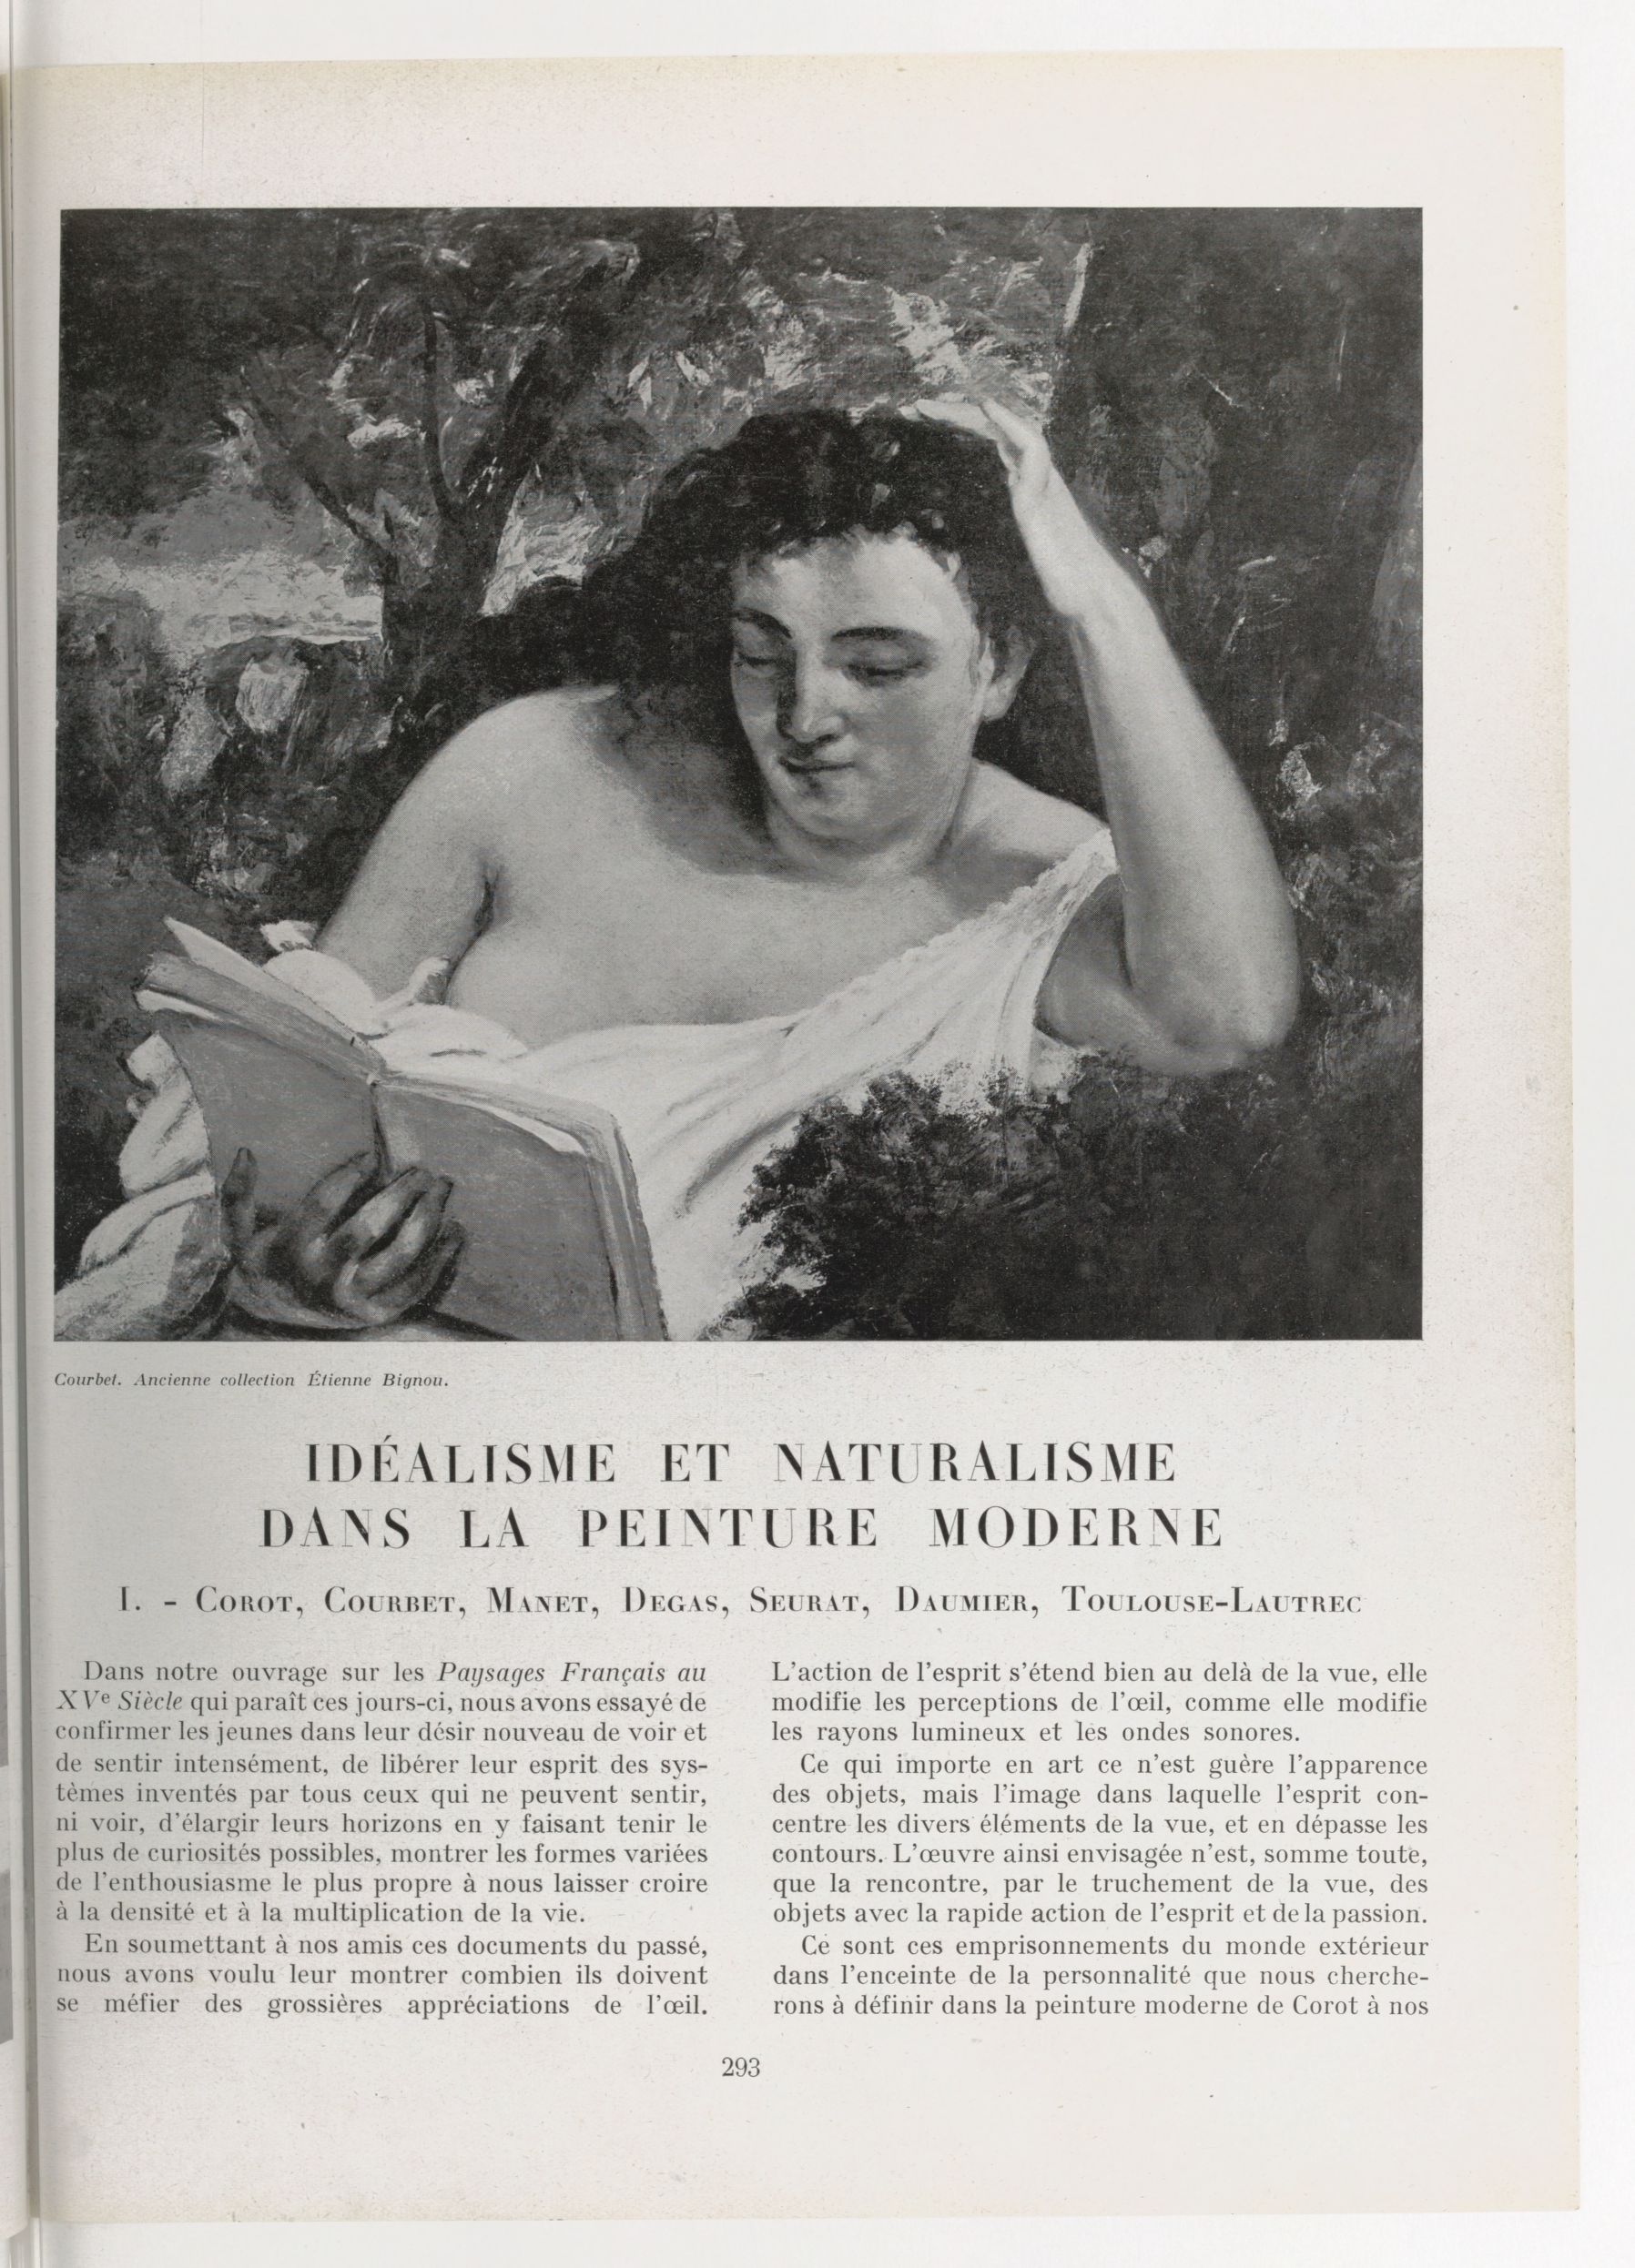 Courbet. Ancienne collection Étienne Bignou.
IDÉALISME ET NATURALISME
DANS LA PEINTURE MODERNE
I. - Corot, Courbet, Manet, Degas, Seurat, Daumier, Toulouse-Lautrec
Dans notre ouvrage sur les Paysages Français au
XVe Siècle qui paraît ces jours-ci, nous avons essayé de
confirmer les jeunes dans leur désir nouveau de voir et
de sentir intensément, de libérer leur esprit des sys-
tèmes inventés par tous ceux qui ne peuvent sentir,
ni voir, d'élargir leurs horizons en y faisant tenir le
plus de curiosités possibles, montrer les formes variées
de l'enthousiasme le plus propre à nous laisser croire
à la densité et à la multiplication de la vie.
En soumettant à nos amis ces documents du passé,
nous avons voulu leur montrer combien ils doivent
se méfier des grossières appréciations de l'œil.
L'action de l'esprit s'étend bien au delà de la vue, elle
modifie les perceptions de l'œil, comme elle modifie
les rayons lumineux et les ondes sonores.
Ce qui importe en art ce n'est guère l'apparence
des objets, mais l'image dans laquelle l'esprit con-
centre les divers éléments de la vue, et en dépasse les
contours. L'œuvre ainsi envisagée n'est, somme toute,
que la rencontre, par le truchement de la vue, des
objets avec la rapide action de l'esprit et de la passion.
Ce sont ces emprisonnements du monde extérieur
dans l'enceinte de la personnalité que nous cherche-
rons à définir dans la peinture moderne de Corot à nos
293